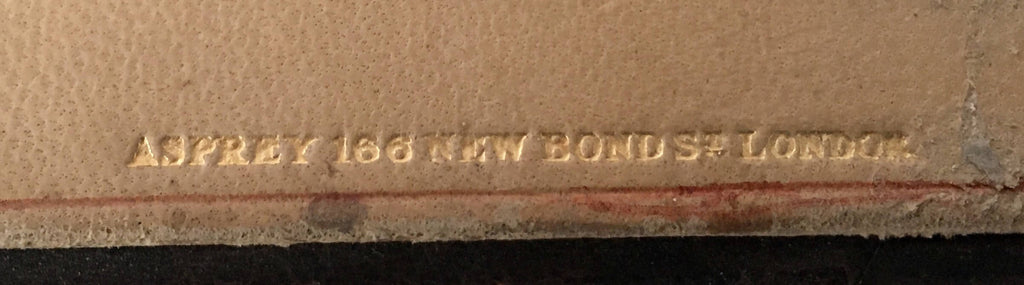 ASPREY 166 NEW BOND ST LONDON.